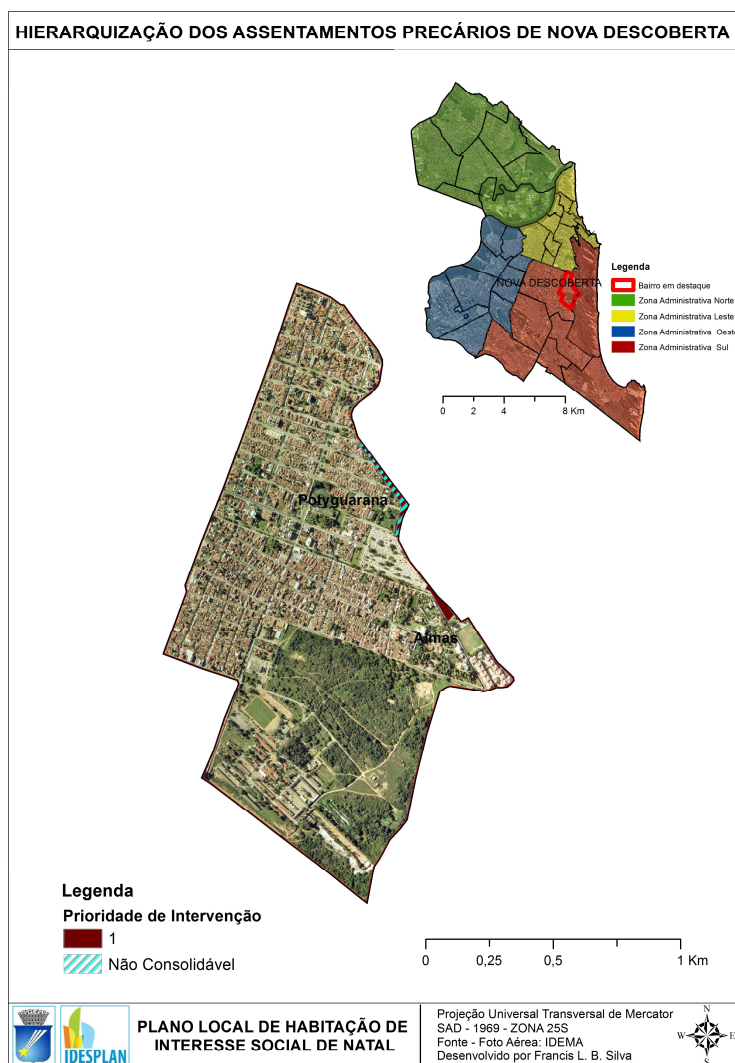 HIERARQUIZAÇÃO DOS ASSENTAMENTOS PRECÁRIOS DE NOVA DESCOBERTA
NOVA DESCOBERTA
Legenda
Bairro em destaque
Zona Administrativa Norte
Zona Administrativa Leste
Zona Administrativa Oeste
Zona Administrativa Sul
0 2 4 8 Km
Potyguarana
Almas
Legenda
Prioridade de Intervenção
1
Não Consolidável
0 0,25 0,5 1 Km
IDESPLAN
PLANO LOCAL DE HABITAÇÃO DE
INTERESSE SOCIAL DE NATAL
Projeção Universal Transversal de Mercator
SAD - 1969 - ZONA 25S
Fonte - Foto Aérea: IDEMA
Desenvolvido por Francis L. B. Silva
N
W E
S